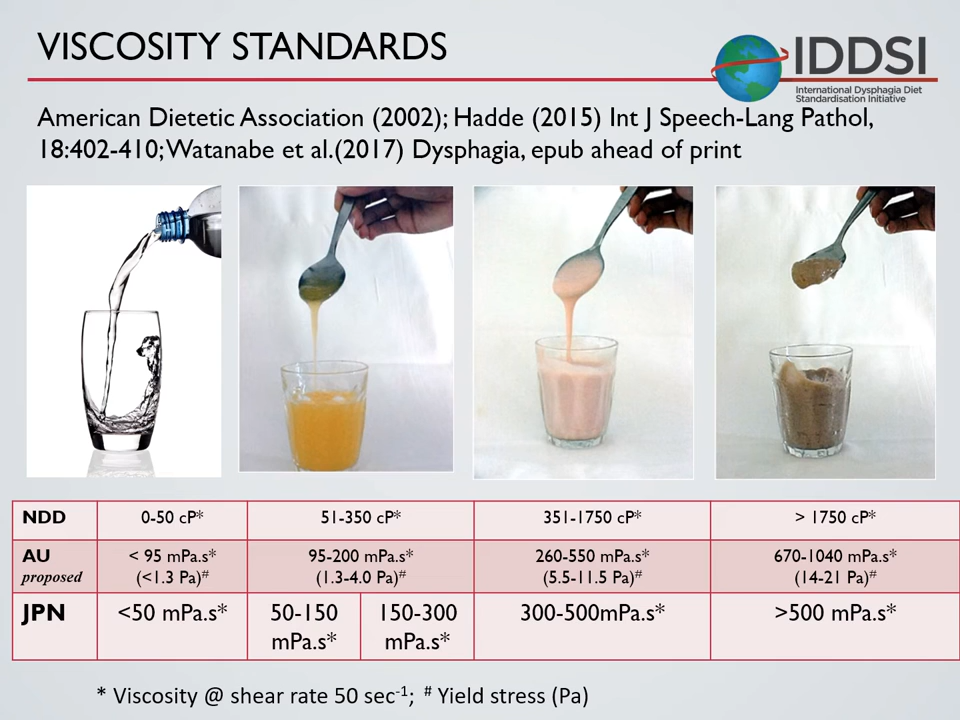 VISCOSITY STANDARDS
IDDSI
International Dysphagia Diet
Standardisation Initiative
American Dietetic Association (2002); Hadde (2015) Int J Speech-Lang Pathol,
18:402-410; Watanabe et al.(2017) Dysphagia, epub ahead of print
NDD 0-50 cP* 51-350 cP* 351-1750 cP* > 1750 cP*
AU < 95 mPa.s* 95-200 mPa.s* 260-550 mPa.s* 670-1040 mPa.s*
proposed (<1.3 Pa)# (1.3-4.0 Pa)# (5.5-11.5 Pa)# (14-21 Pa)#
JPN <50 mPa.s* 50-150 150-300 300-500mPa.s* >500 mPa.s*
mPa.s* mPa.s*
* Viscosity @ shear rate 50 sec-1; # Yield stress (Pa)